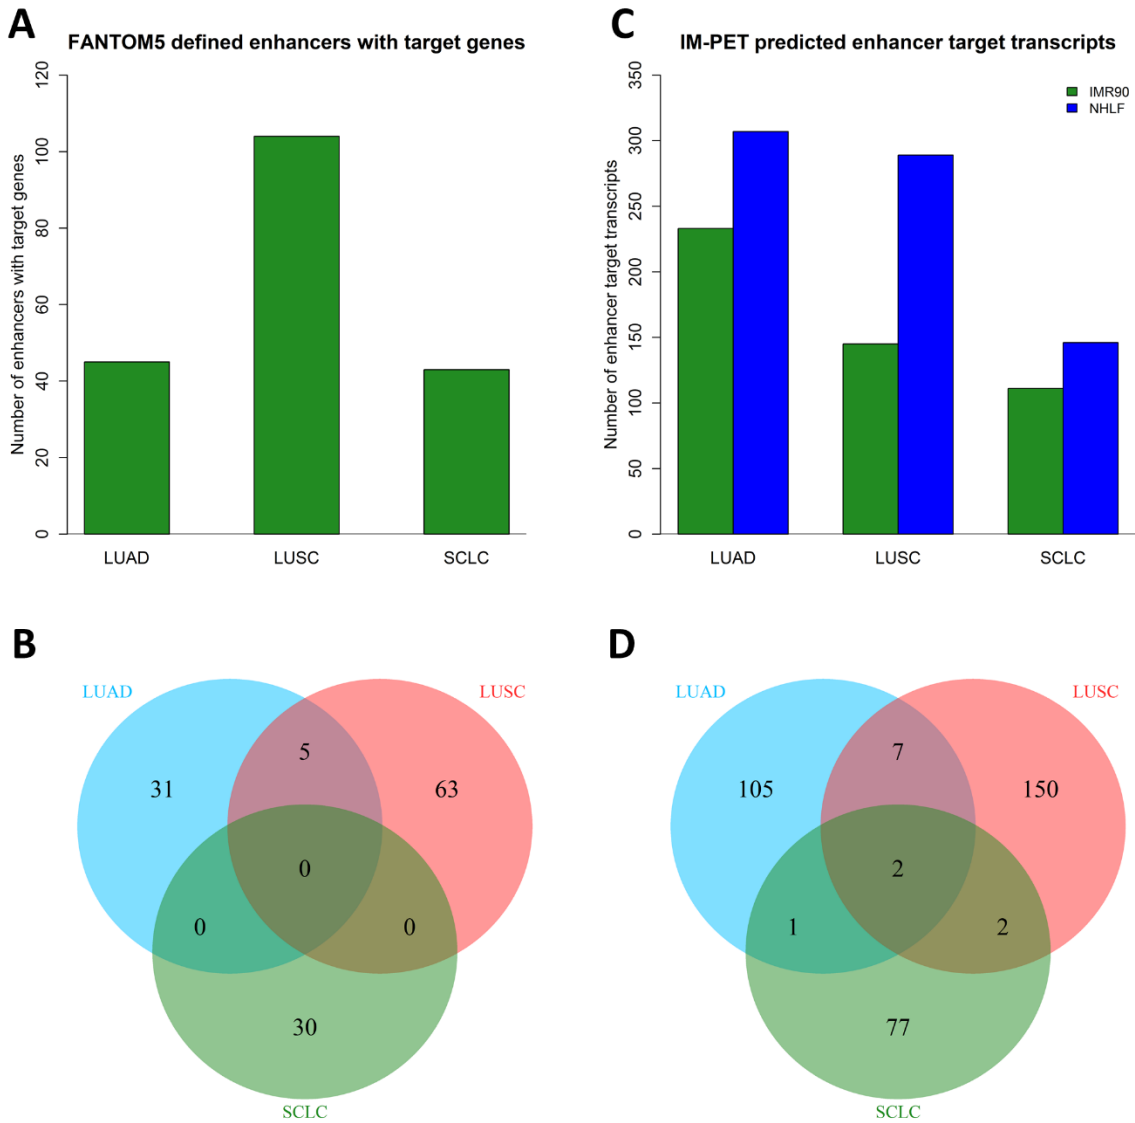 A
FANTOM5 defined enhancers with target genes
Number of enhancers with target genes
120
100
80
60
40
20
0
LUAD
LUSC
SCLC
C
IM-PET predicted enhancer target transcripts
IMR90
NHLF
Number of enhancer target transcripts
350
300
250
200
150
100
50
0
LUAD
LUSC
SCLC
B
LUAD
LUSC
5
31
63
0
0
0
30
SCLC
D
LUAD
LUSC
7
105
150
2
1
2
77
SCLC